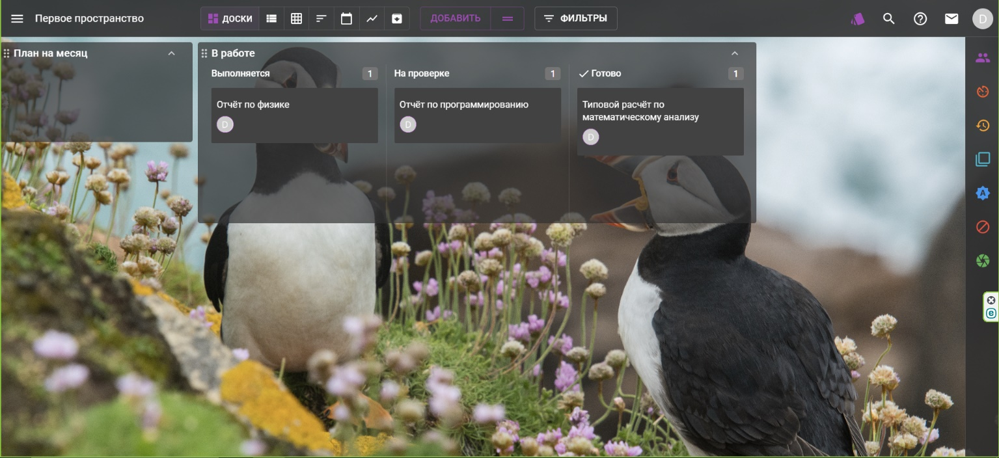 Первое пространство
ДОСКИ
ДОБАВИТЬ
ФИЛЬТРЫ
D
План на месяц
В работе
Выполняется
1
На проверке
1
Готово
1
Отчёт по физике
D
Отчёт по программированию
D
Типовой расчёт по
математическому анализу
D
A
e